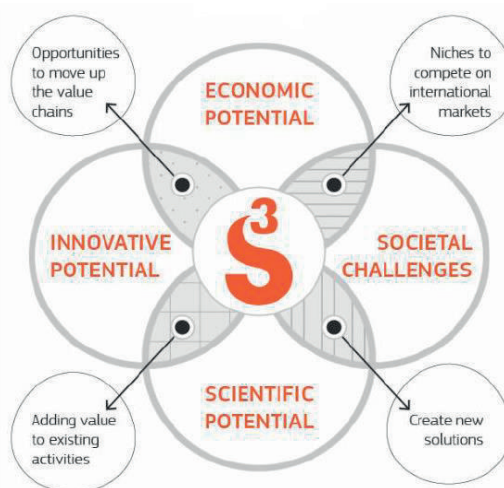 Opportunities
to move up
the value
chains
Niches to
compete on
international
markets
ECONOMIC
POTENTIAL
INNOVATIVE
POTENTIAL
S³
SOCIETAL
CHALLENGES
SCIENTIFIC
POTENTIAL
Adding value
to existing
activities
Create new
solutions